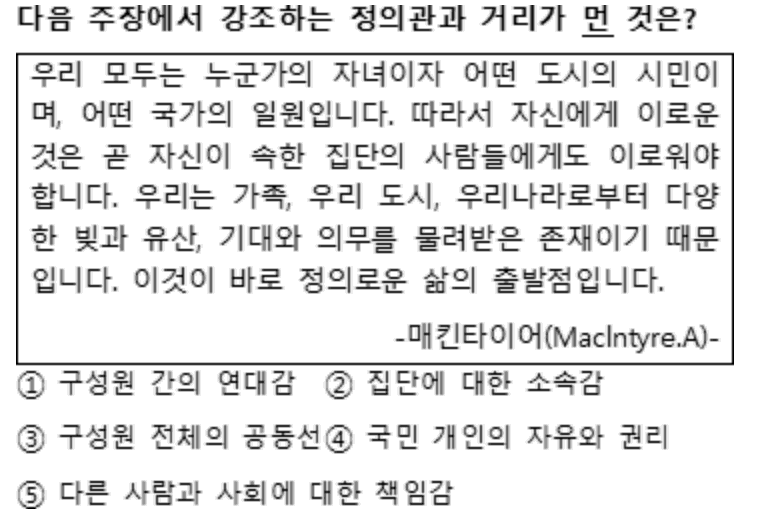 다음 주장에서 강조하는 정의관과 거리가 먼 것은?
우리 모두는 누군가의 자녀이자 어떤 도시의 시민이
며, 어떤 국가의 일원입니다. 따라서 자신에게 이로운
것은 곧 자신이 속한 집단의 사람들에게도 이로워야
합니다. 우리는 가족, 우리 도시, 우리나라로부터 다양
한 빚과 유산, 기대와 의무를 물려받은 존재이기 때문
입니다. 이것이 바로 정의로운 삶의 출발점입니다.
-매킨타이어(MacIntyre.A)-
① 구성원 간의 연대감 ② 집단에 대한 소속감
③ 구성원 전체의 공동선④ 국민 개인의 자유와 권리
⑤ 다른 사람과 사회에 대한 책임감